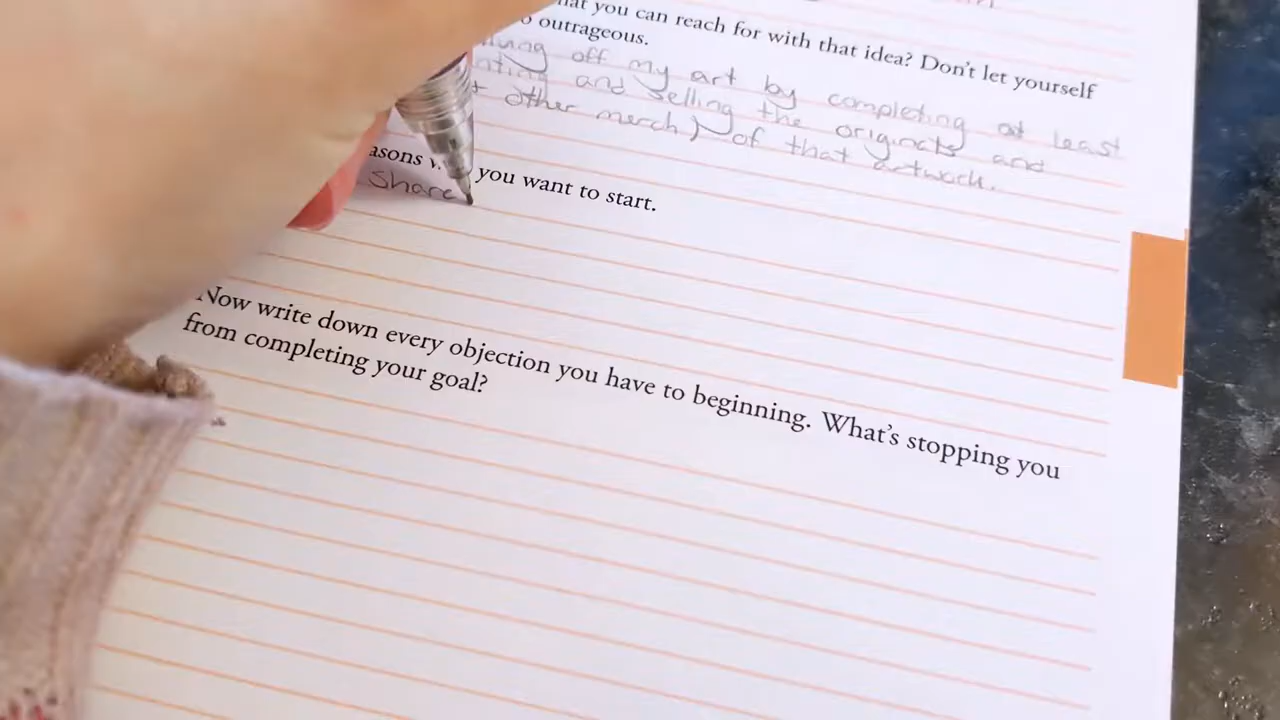 you can reach for with that idea? Don't let yourself
outrageous.
off my art by completing at least
and selling the originals and
other merch) of that artwork.
you want to start.
Share
Now write down every objection you have to beginning. What's stopping you
from completing your goal?